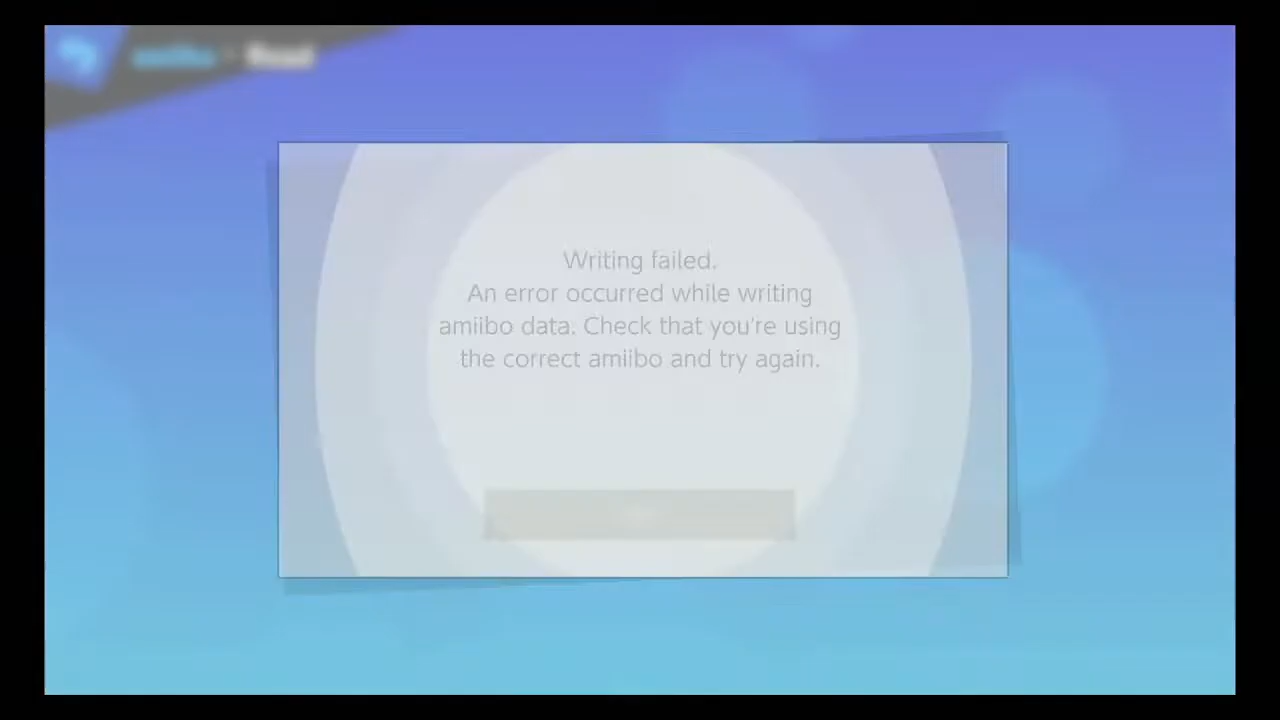 Writing failed.
An error occurred while writing
amiibo data. Check that you're using
the correct amiibo and try again.